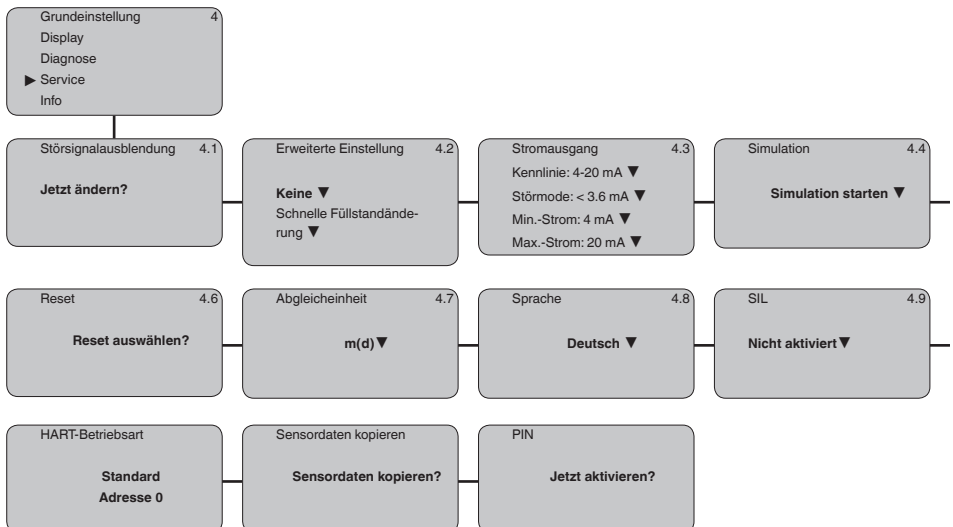 Grundeinstellung 4
Display
Diagnose
▶ Service
Info
Störsignalausblendung 4.1
Jetzt ändern?
Erweiterte Einstellung 4.2
Keine ▼
Schnelle Füllstandände-
rung ▼
Stromausgang 4.3
Kennlinie: 4-20 mA ▼
Störmode: < 3.6 mA ▼
Min.-Strom: 4 mA ▼
Max.-Strom: 20 mA ▼
Simulation 4.4
Simulation starten ▼
Reset 4.6
Reset auswählen?
Abgleicheinheit 4.7
m(d) ▼
Sprache 4.8
Deutsch ▼
SIL 4.9
Nicht aktiviert ▼
HART-Betriebsart
Standard
Adresse 0
Sensordaten kopieren
Sensordaten kopieren?
PIN
Jetzt aktivieren?